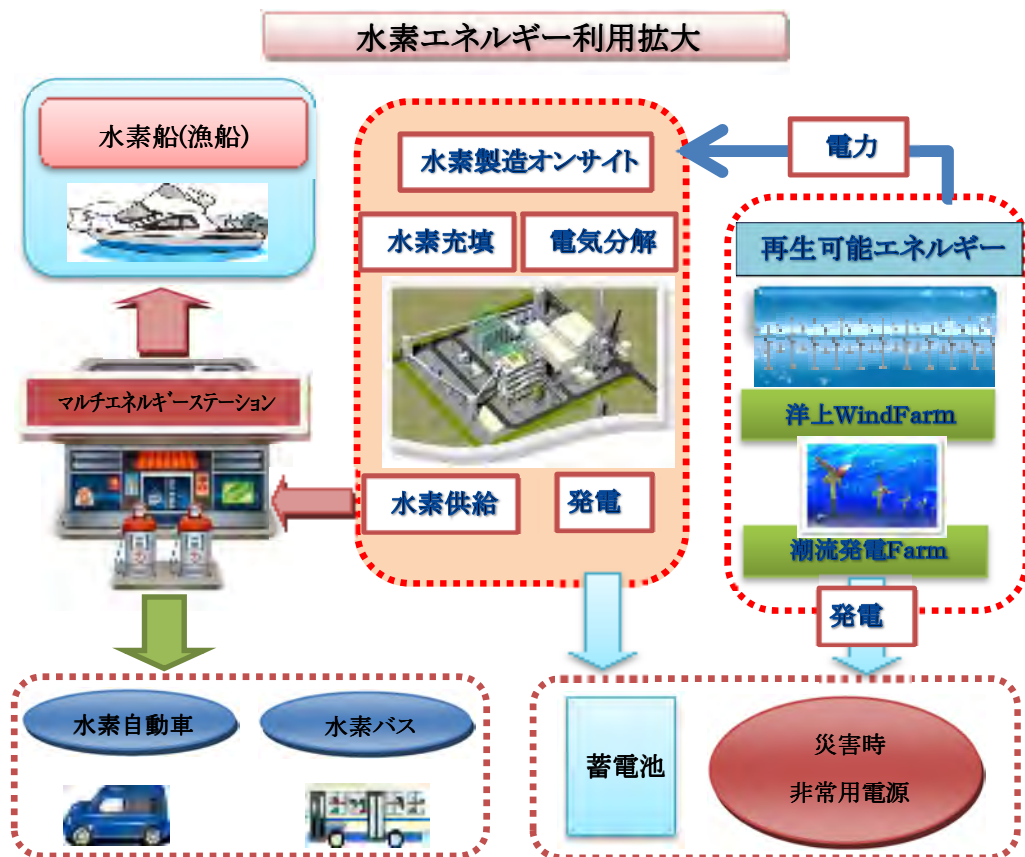 水素エネルギー利用拡大
水素船(漁船)
水素製造オンサイト
電力
水素充填
電気分解
再生可能エネルギー
マルチエネルギーステーション
洋上WindFarm
水素供給
発電
潮流発電Farm
発電
水素自動車
水素バス
蓄電池
災害時
非常用電源